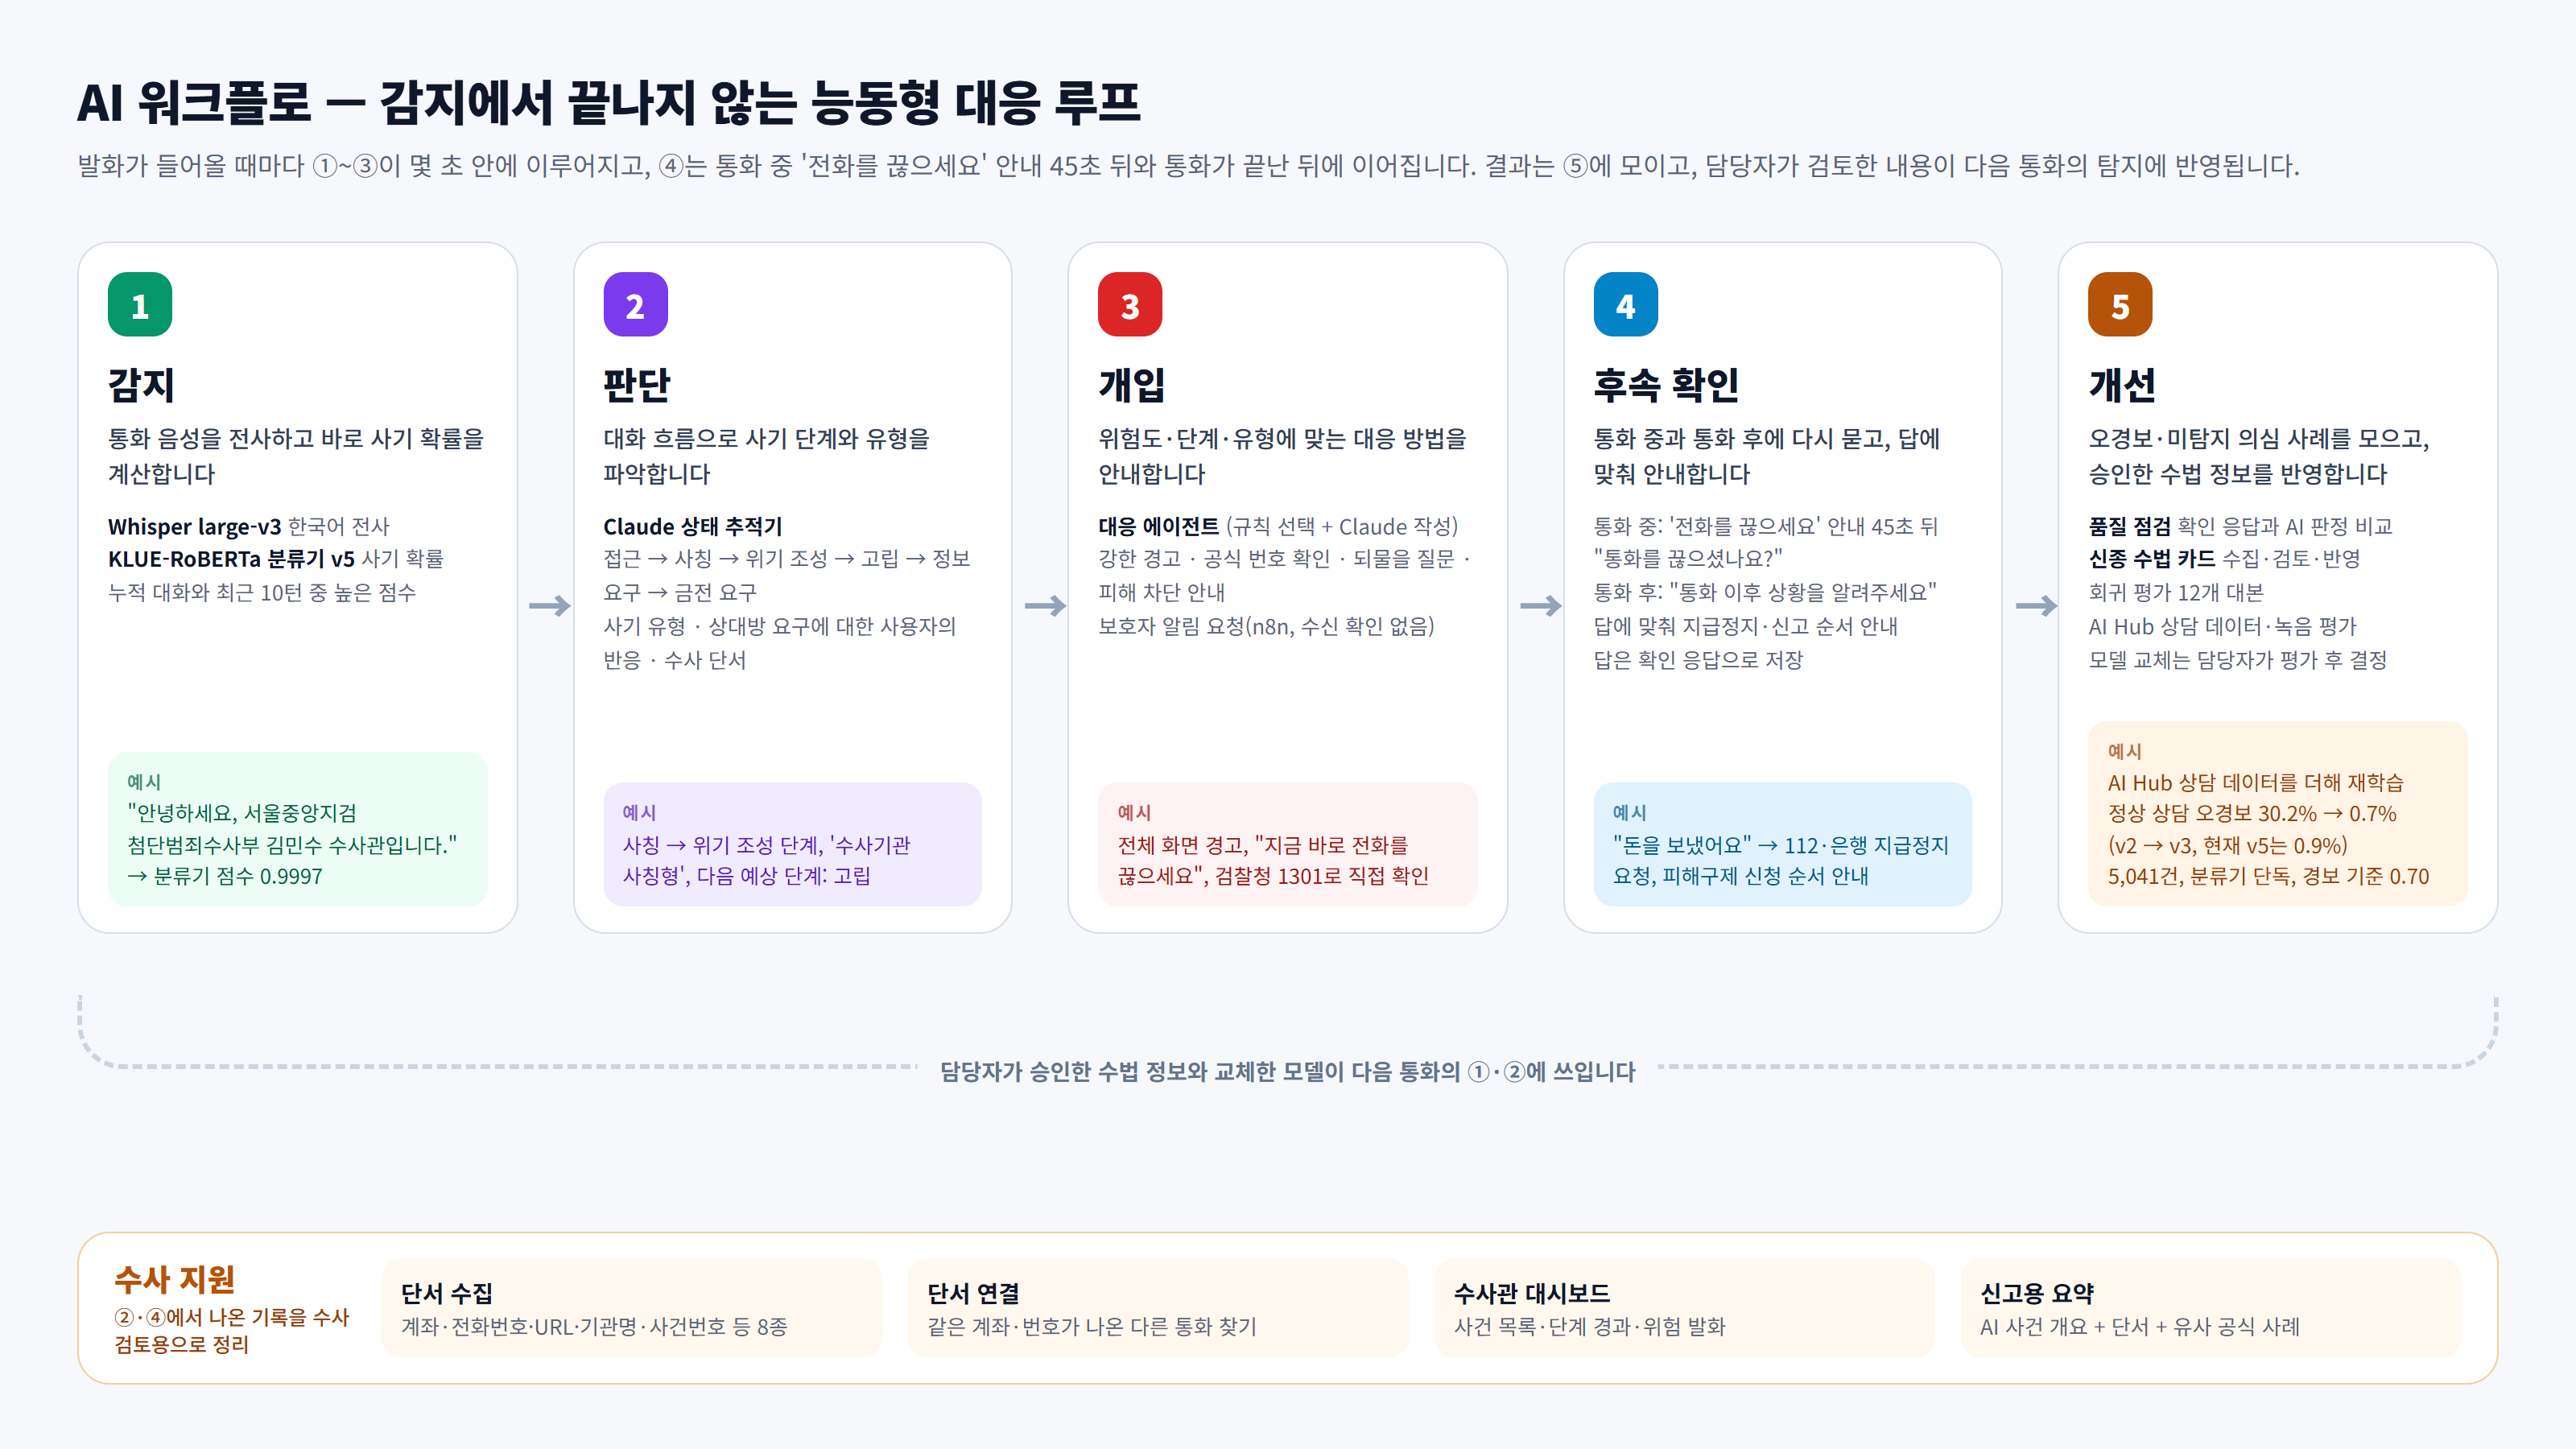 AI 워크플로 — 감지에서 끝나지 않는 능동형 대응 루프
발화가 들어올 때마다 ①~③이 몇 초 안에 이루어지고, ④는 통화 중 '전화를 끊으세요' 안내 45초 뒤와 통화가 끝난 뒤에 이어집니다. 결과는 ⑤에 모이고, 담당자가 검토한 내용이 다음 통화의 탐지에 반영됩니다.
1
감지
통화 음성을 전사하고 바로 사기 확률을
계산합니다
Whisper large-v3 한국어 전사
KLUE-RoBERTa 분류기 v5 사기 확률
누적 대화와 최근 10턴 중 높은 점수
예시
"안녕하세요, 서울중앙지검
첨단범죄수사부 김민수 수사관입니다."
→ 분류기 점수 0.9997
→
2
판단
대화 흐름으로 사기 단계와 유형을
파악합니다
Claude 상태 추적기
접근 → 사칭 → 위기 조성 → 고립 → 정보
요구 → 금전 요구
사기 유형 · 상대방 요구에 대한 사용자의
반응 · 수사 단서
예시
사칭 → 위기 조성 단계, '수사기관
사칭형', 다음 예상 단계: 고립
→
3
개입
위험도·단계·유형에 맞는 대응 방법을
안내합니다
대응 에이전트 (규칙 선택 + Claude 작성)
강한 경고 · 공식 번호 확인 · 되물을 질문 ·
피해 차단 안내
보호자 알림 요청(n8n, 수신 확인 없음)
예시
전체 화면 경고, "지금 바로 전화를
끊으세요", 검찰청 1301로 직접 확인
→
4
후속 확인
통화 중과 통화 후에 다시 묻고, 답에
맞춰 안내합니다
통화 중: '전화를 끊으세요' 안내 45초 뒤
"통화를 끊으셨나요?"
통화 후: "통화 이후 상황을 알려주세요"
답에 맞춰 지급정지·신고 순서 안내
답은 확인 응답으로 저장
예시
"돈을 보냈어요" → 112·은행 지급정지
요청, 피해구제 신청 순서 안내
→
5
개선
오경보·미탐지 의심 사례를 모으고,
승인한 수법 정보를 반영합니다
품질 점검 확인 응답과 AI 판정 비교
신종 수법 카드 수집·검토·반영
회귀 평가 12개 대본
AI Hub 상담 데이터·녹음 평가
모델 교체는 담당자가 평가 후 결정
예시
AI Hub 상담 데이터를 더해 재학습
정상 상담 오경보 30.2% → 0.7%
(v2 → v3, 현재 v5는 0.9%)
5,041건, 분류기 단독, 경보 기준 0.70
담당자가 승인한 수법 정보와 교체한 모델이 다음 통화의 ①·②에 쓰입니다
수사 지원
②·④에서 나온 기록을 수사
검토용으로 정리
단서 수집
계좌·전화번호·URL·기관명·사건번호 등 8종
단서 연결
같은 계좌·번호가 나온 다른 통화 찾기
수사관 대시보드
사건 목록·단계 경과·위험 발화
신고용 요약
AI 사건 개요 + 단서 + 유사 공식 사례